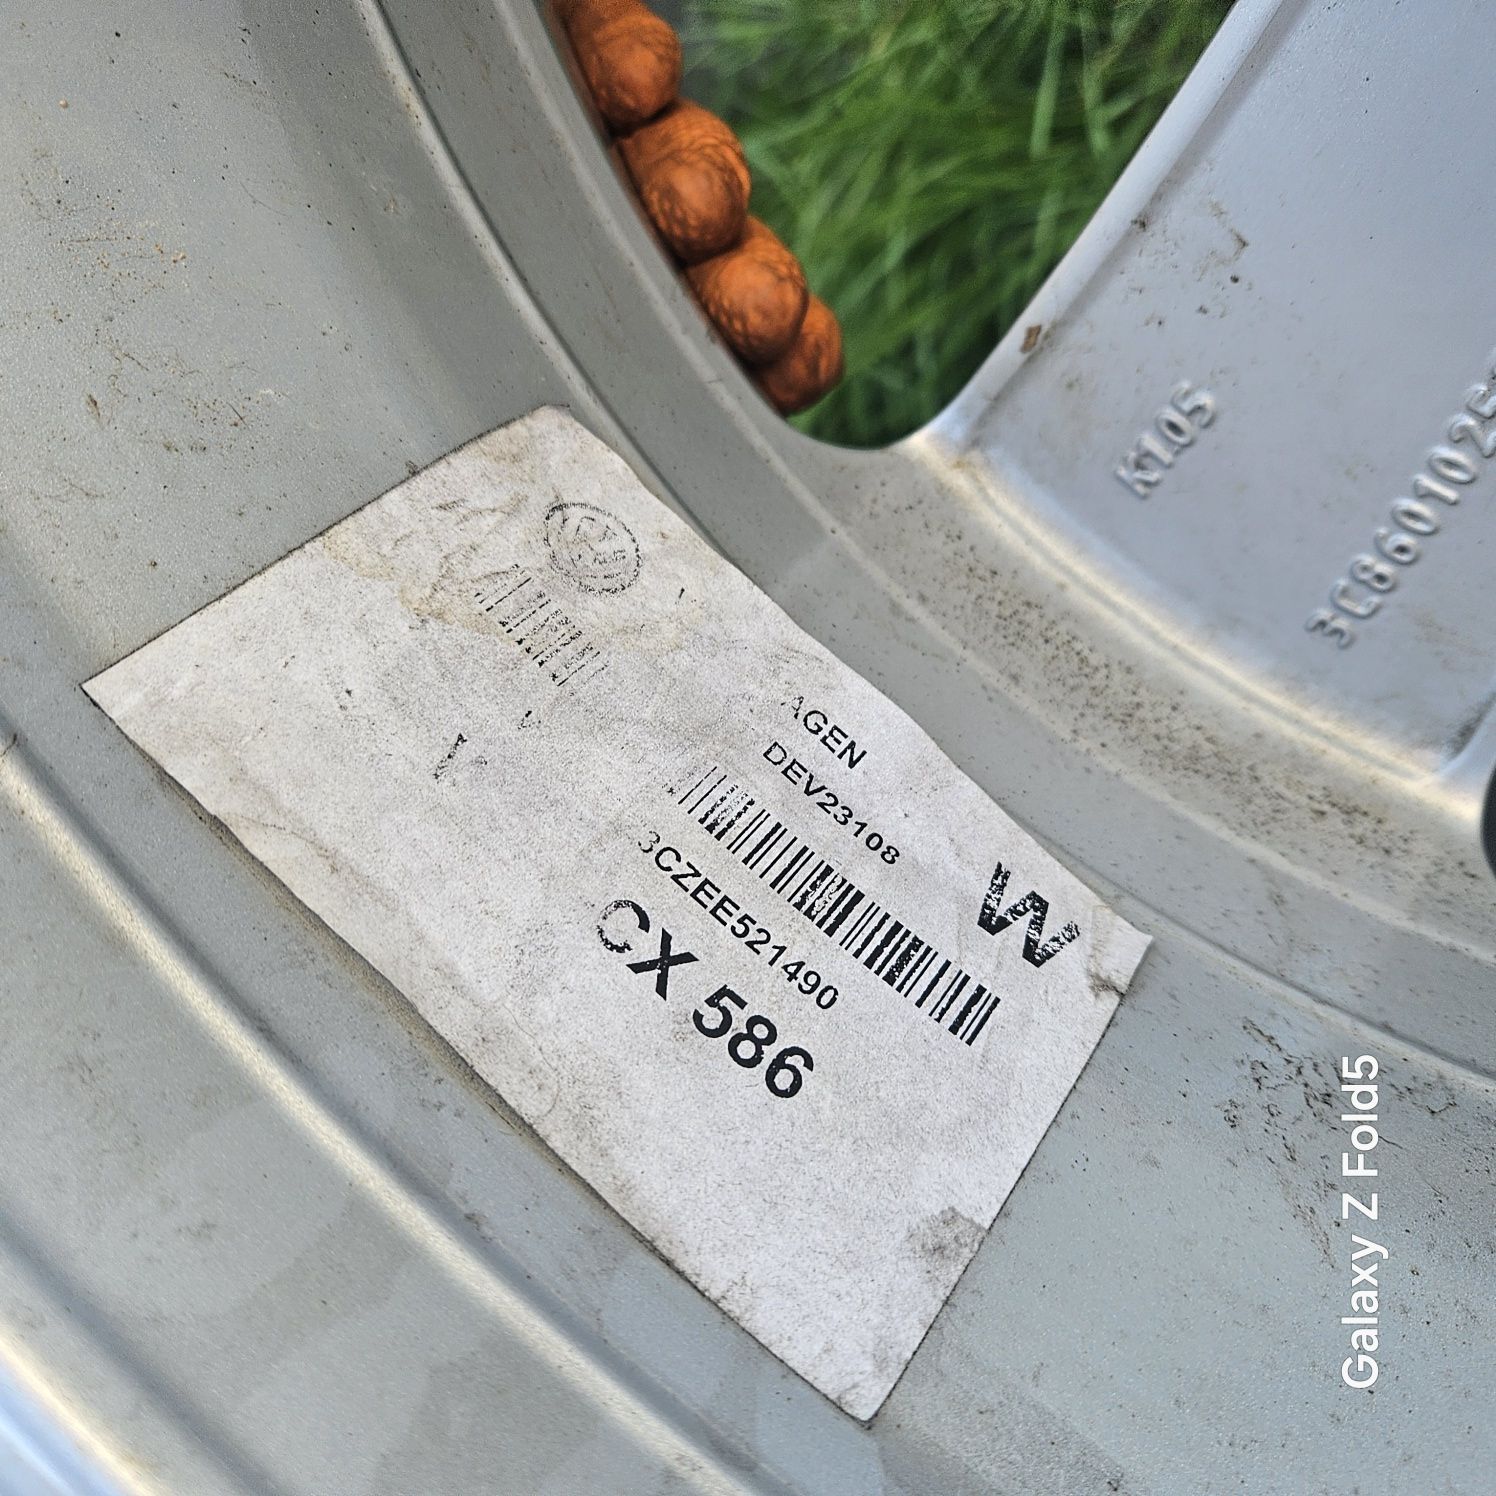 AGEN
DEV23108
3CZEE521490
CX 586
W
K105
3C8601025
Galaxy Z Fold5